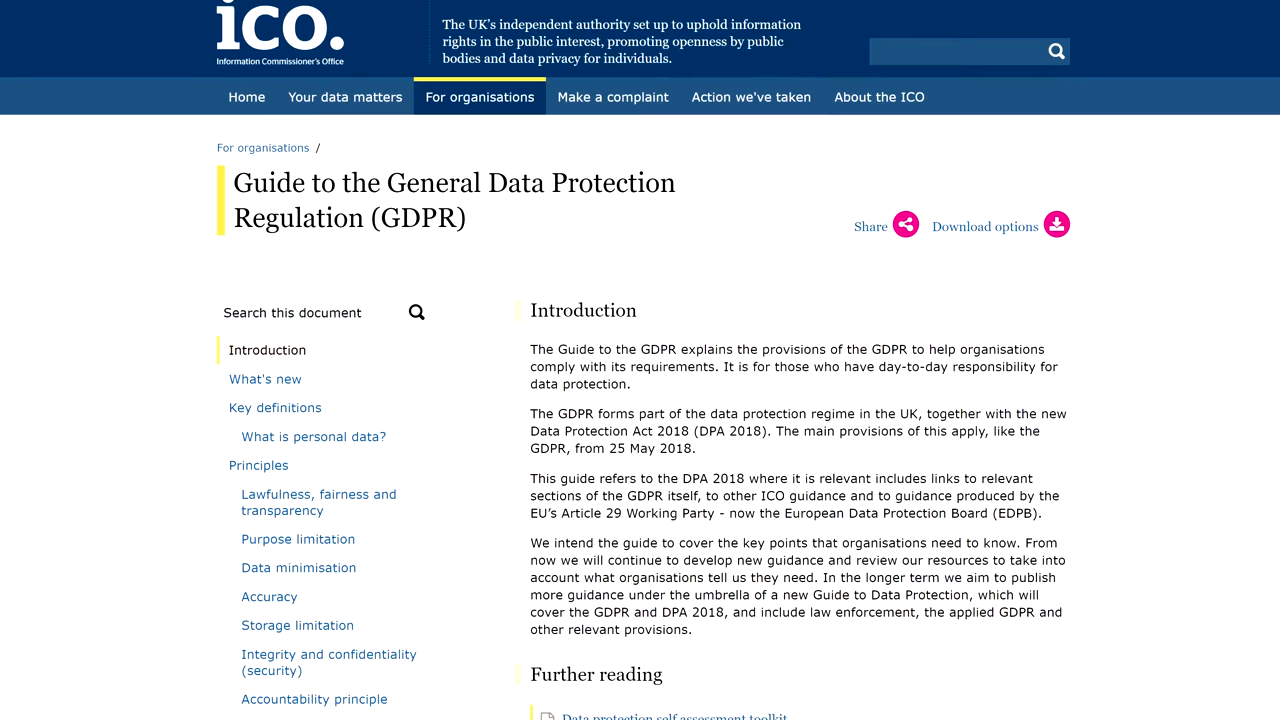 ico.
Information Commissioner's Office
The UK's independent authority set up to uphold information
rights in the public interest, promoting openness by public
bodies and data privacy for individuals.
Home
Your data matters
For organisations
Make a complaint
Action we've taken
About the ICO
For organisations /
Guide to the General Data Protection
Regulation (GDPR)
Share
Download options
Search this document
Introduction
What's new
Key definitions
What is personal data?
Principles
Lawfulness, fairness and
transparency
Purpose limitation
Data minimisation
Accuracy
Storage limitation
Integrity and confidentiality
(security)
Accountability principle
Introduction
The Guide to the GDPR explains the provisions of the GDPR to help organisations
comply with its requirements. It is for those who have day-to-day responsibility for
data protection.
The GDPR forms part of the data protection regime in the UK, together with the new
Data Protection Act 2018 (DPA 2018). The main provisions of this apply, like the
GDPR, from 25 May 2018.
This guide refers to the DPA 2018 where it is relevant includes links to relevant
sections of the GDPR itself, to other ICO guidance and to guidance produced by the
EU’s Article 29 Working Party - now the European Data Protection Board (EDPB).
We intend the guide to cover the key points that organisations need to know. From
now we will continue to develop new guidance and review our resources to take into
account what organisations tell us they need. In the longer term we aim to publish
more guidance under the umbrella of a new Guide to Data Protection, which will
cover the GDPR and DPA 2018, and include law enforcement, the applied GDPR and
other relevant provisions.
Further reading
Data protection self assessment toolkit